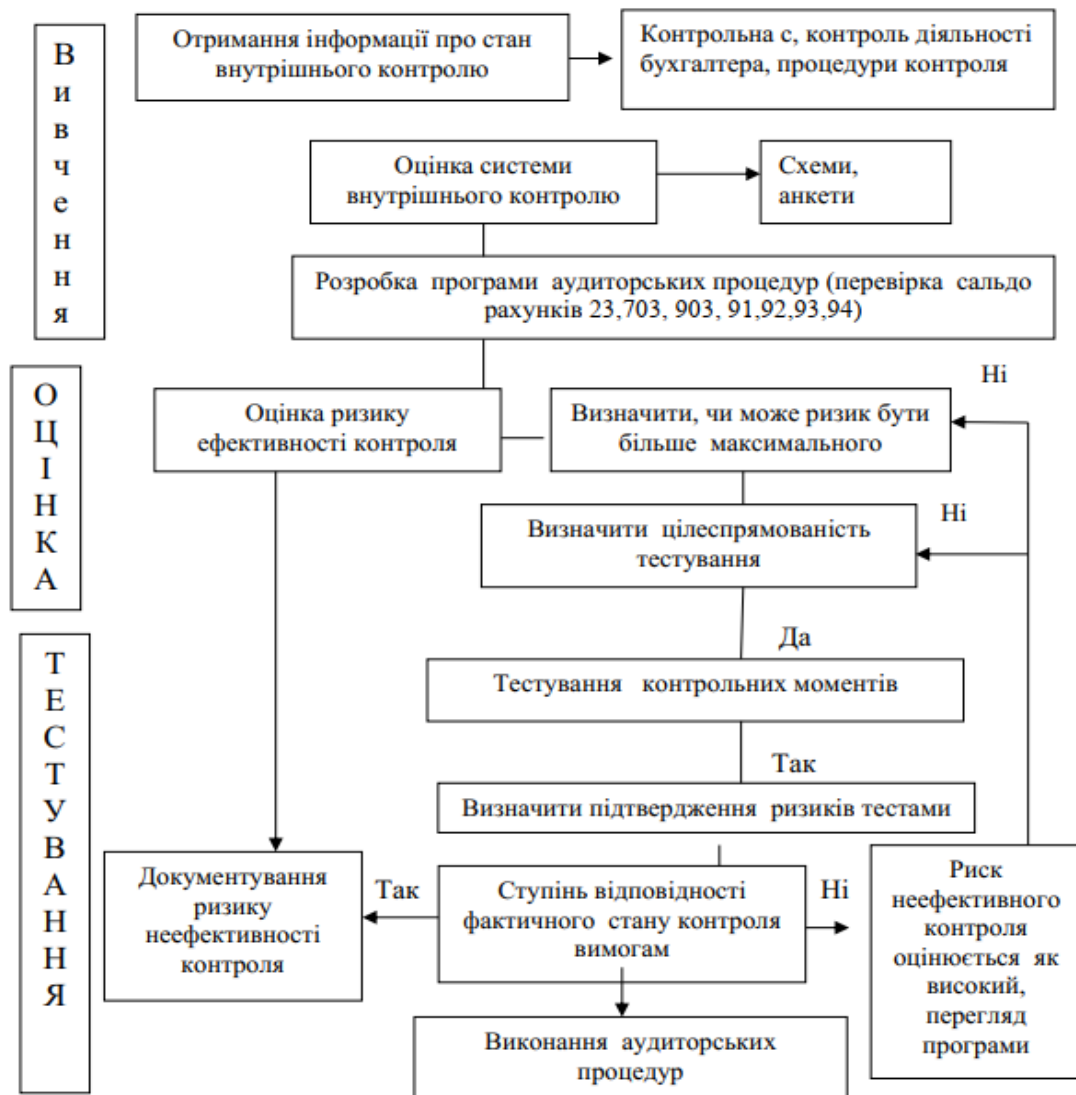 Вивчення
Отримання інформації про стан
внутрішнього контролю
Контрольна с, контроль діяльності
бухгалтера, процедури контроля
Оцінка системи
внутрішнього контролю
Схеми,
анкети
Розробка програми аудиторських процедур (перевірка сальдо
рахунків 23,703, 903, 91,92,93,94)
ОЦІНКА
Ні
Оцінка ризику
ефективності контроля
Визначити, чи може ризик бути
більше максимального
Ні
Визначити цілеспрямованість
тестування
ТЕСТУВАННЯ
Да
Тестування контрольних моментів
Так
Визначити підтвердження ризиків тестами
Документування
ризику
неефективності
контроля
Так
Ступінь відповідності
фактичного стану контроля
вимогам
Ні
Риск
неефективного
контроля
оцінюється як
високий,
перегляд
програми
Виконання аудиторських
процедур